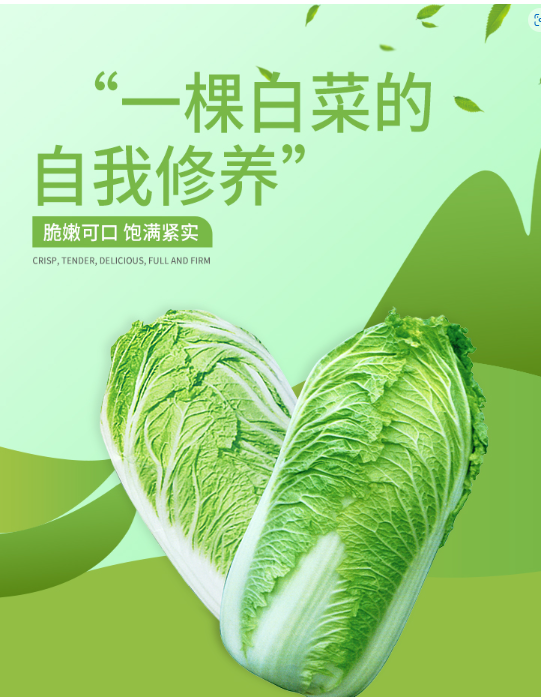 “一棵白菜的
自我修养”
脆嫩可口 饱满紧实
CRISP, TENDER, DELICIOUS, FULL AND FIRM